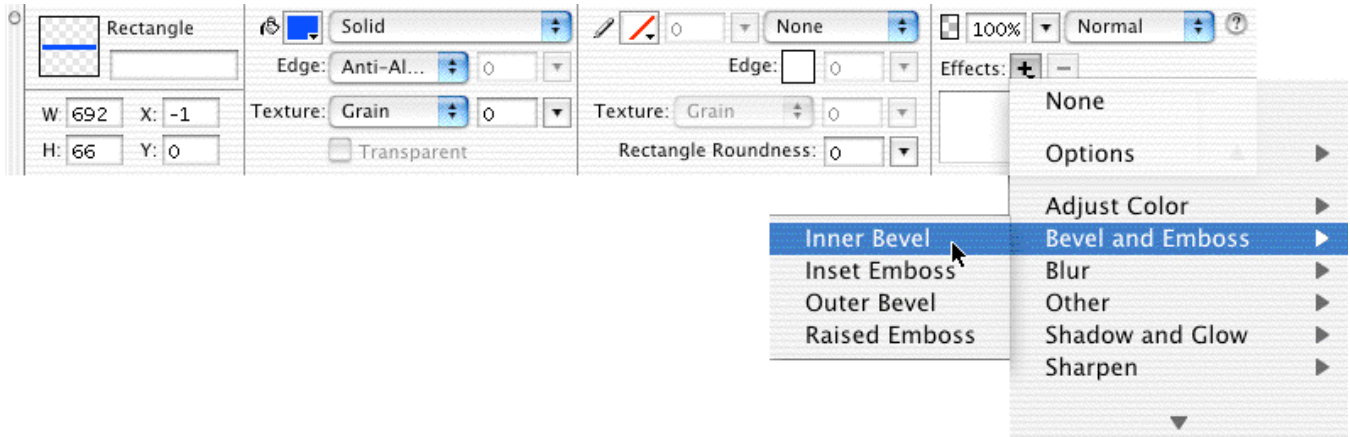 Rectangle
Solid
0
None
100%
Normal
?
Edge: Anti-Al... 0
Edge: 0
Effects: + −
W: 692 X: -1
Texture: Grain 0
Texture: Grain 0
H: 66 Y: 0
Transparent
Rectangle Roundness: 0
None
Options
Adjust Color
Bevel and Emboss
Blur
Other
Shadow and Glow
Sharpen
Inner Bevel
Inset Emboss
Outer Bevel
Raised Emboss